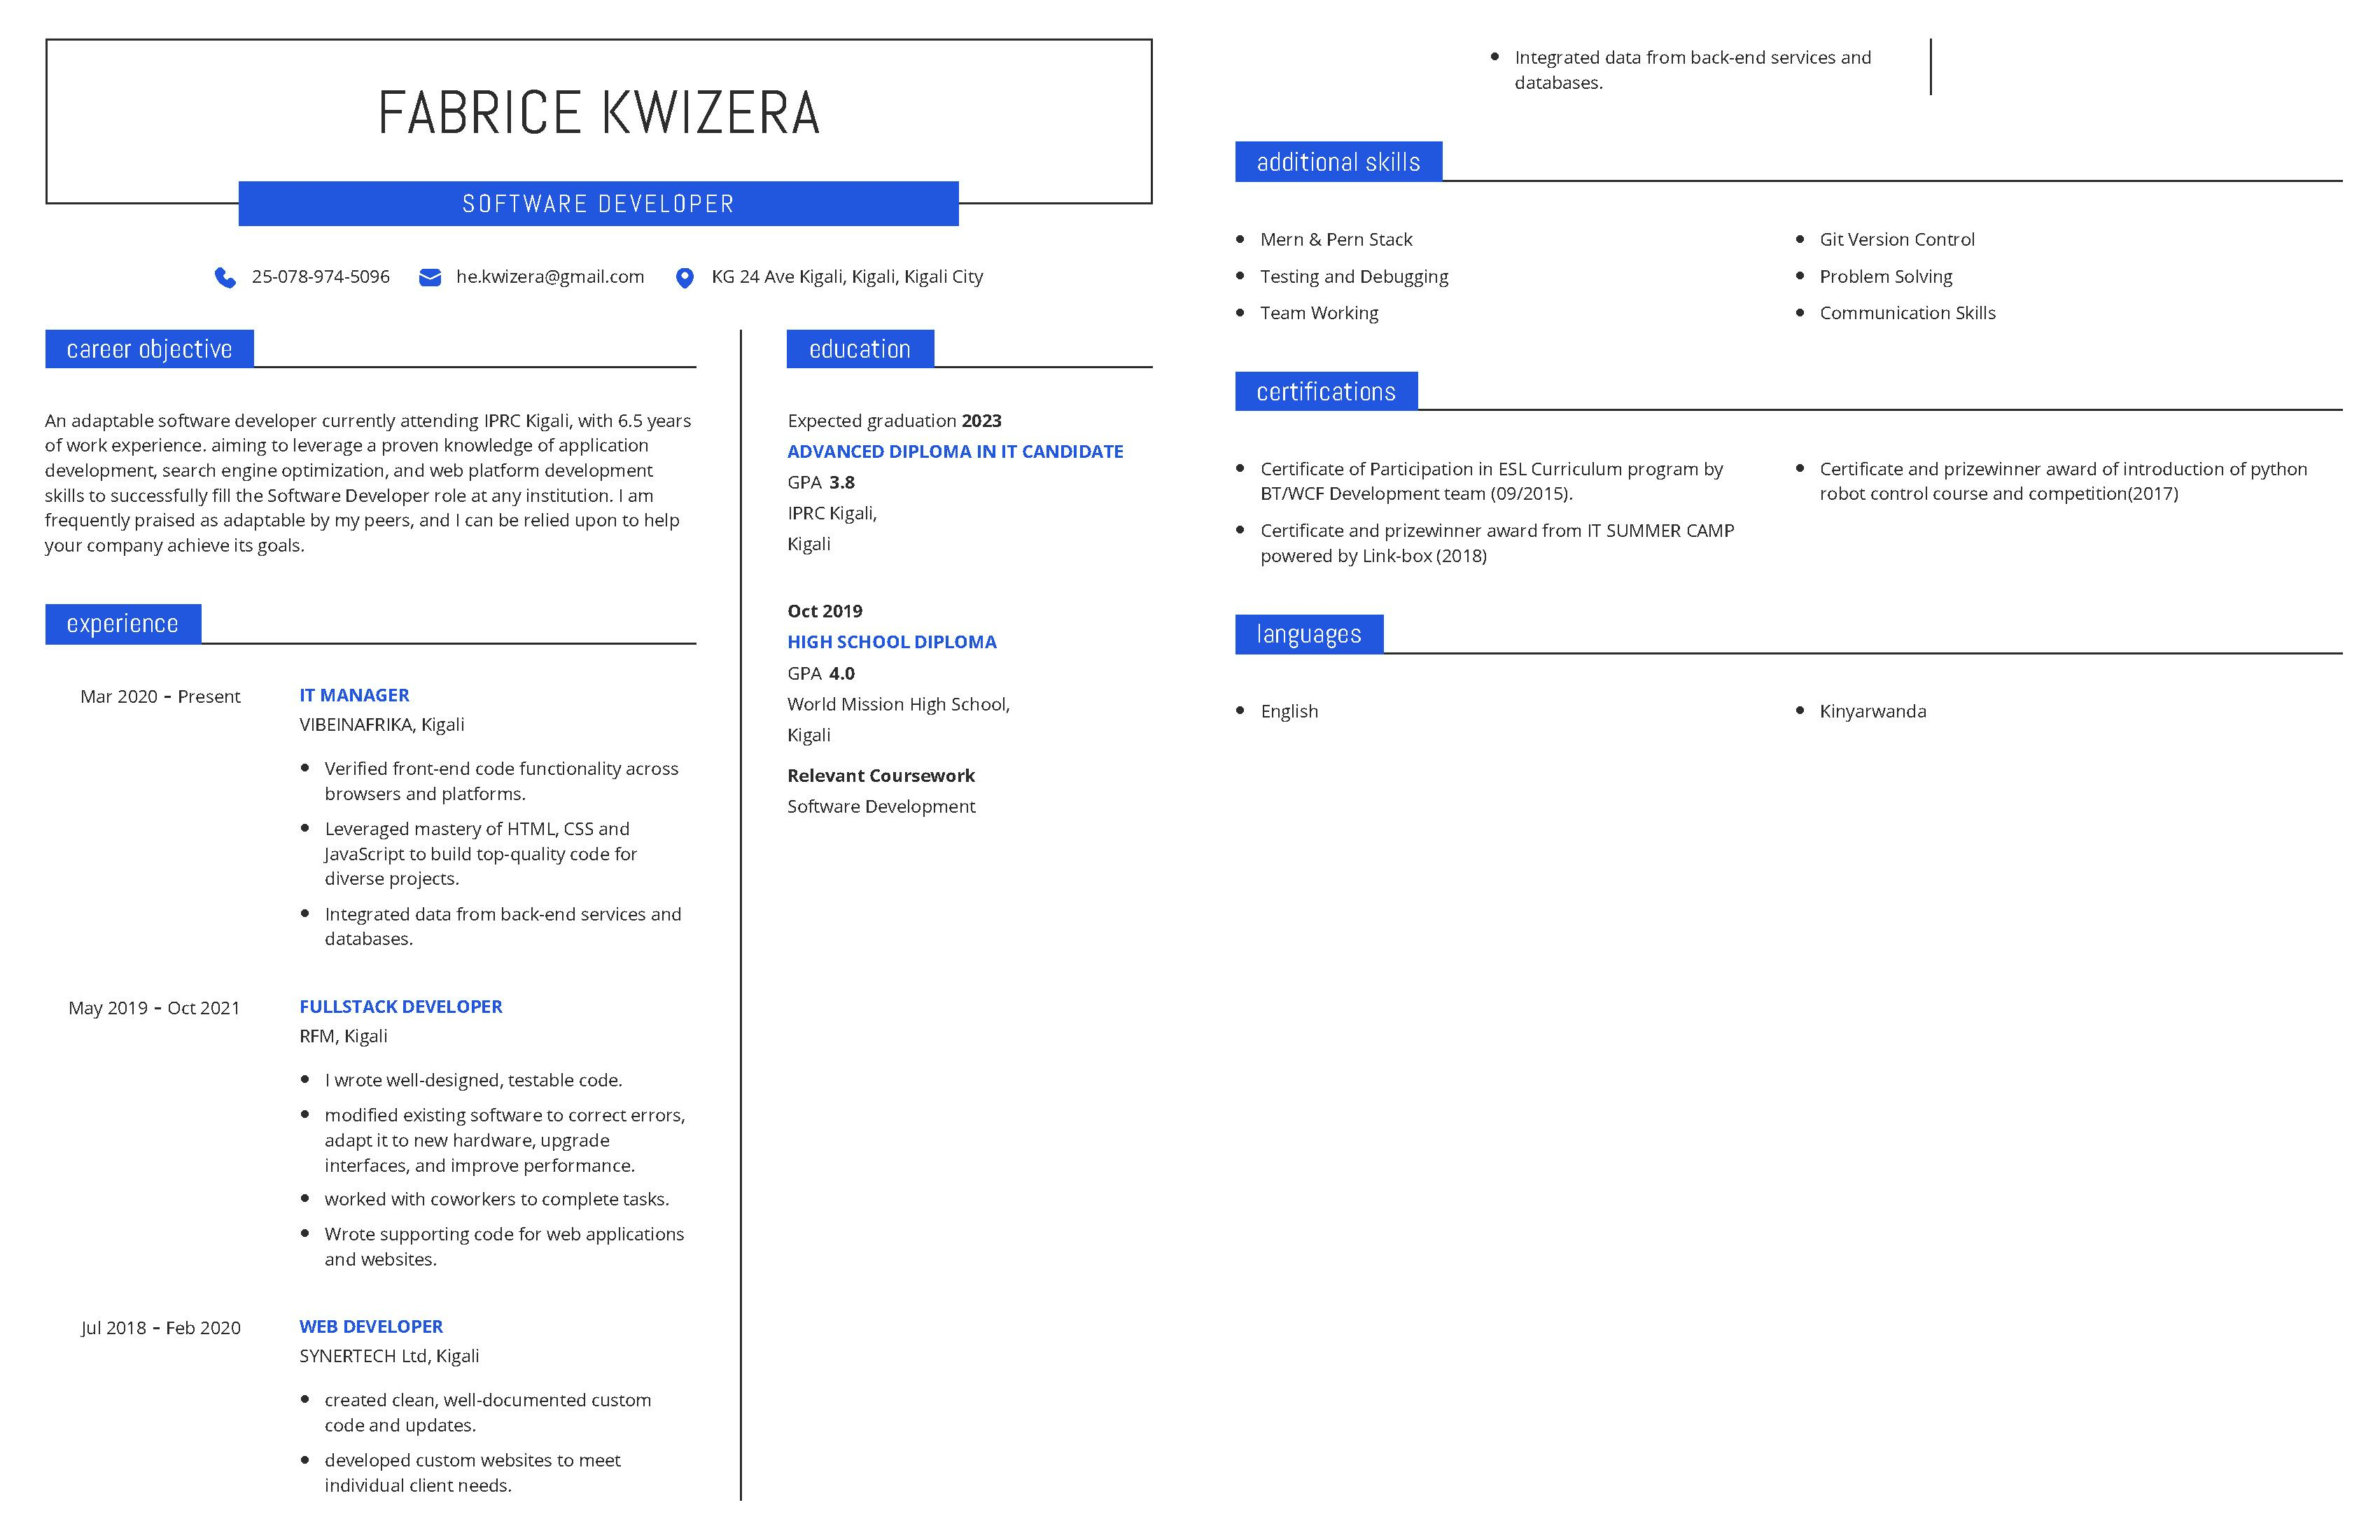 FABRICE KWIZERA
SOFTWARE DEVELOPER
25-078-974-5096 he.kwizera@gmail.com KG 24 Ave Kigali, Kigali, Kigali City
career objective
An adaptable software developer currently attending IPRC Kigali, with 6.5 years
of work experience. aiming to leverage a proven knowledge of application
development, search engine optimization, and web platform development
skills to successfully fill the Software Developer role at any institution. I am
frequently praised as adaptable by my peers, and I can be relied upon to help
your company achieve its goals.
experience
Mar 2020 - Present
IT MANAGER
VIBEINAFRIKA, Kigali
• Verified front-end code functionality across
browsers and platforms.
• Leveraged mastery of HTML, CSS and
JavaScript to build top-quality code for
diverse projects.
• Integrated data from back-end services and
databases.
May 2019 - Oct 2021
FULLSTACK DEVELOPER
RFM, Kigali
• I wrote well-designed, testable code.
• modified existing software to correct errors,
adapt it to new hardware, upgrade
interfaces, and improve performance.
• worked with coworkers to complete tasks.
• Wrote supporting code for web applications
and websites.
Jul 2018 - Feb 2020
WEB DEVELOPER
SYNERTECH Ltd, Kigali
• created clean, well-documented custom
code and updates.
• developed custom websites to meet
individual client needs.
education
Expected graduation 2023
ADVANCED DIPLOMA IN IT CANDIDATE
GPA 3.8
IPRC Kigali,
Kigali
Oct 2019
HIGH SCHOOL DIPLOMA
GPA 4.0
World Mission High School,
Kigali
Relevant Coursework
Software Development
• Integrated data from back-end services and
databases.
additional skills
• Mern & Pern Stack
• Testing and Debugging
• Team Working
• Git Version Control
• Problem Solving
• Communication Skills
certifications
• Certificate of Participation in ESL Curriculum program by
BT/WCF Development team (09/2015).
• Certificate and prizewinner award from IT SUMMER CAMP
powered by Link-box (2018)
• Certificate and prizewinner award of introduction of python
robot control course and competition(2017)
languages
• English
• Kinyarwanda